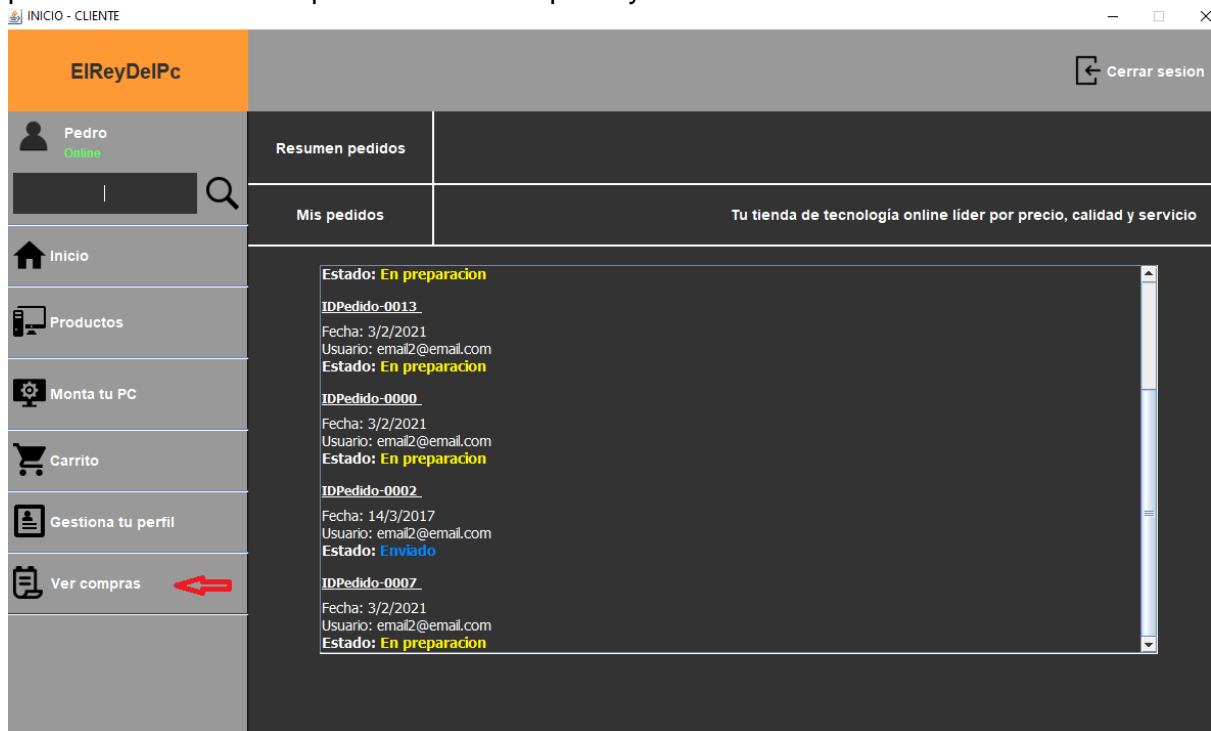 INICIO - CLIENTE
ElReyDelPc
Cerrar sesion
Pedro
Online
Resumen pedidos
Mis pedidos
Tu tienda de tecnología online líder por precio, calidad y servicio
Inicio
Productos
Monta tu PC
Carrito
Gestiona tu perfil
Ver compras
Estado: En preparacion
IDPedido-0013
Fecha: 3/2/2021
Usuario: email2@email.com
Estado: En preparacion
IDPedido-0000
Fecha: 3/2/2021
Usuario: email2@email.com
Estado: En preparacion
IDPedido-0002
Fecha: 14/3/2017
Usuario: email2@email.com
Estado: Enviado
IDPedido-0007
Fecha: 3/2/2021
Usuario: email2@email.com
Estado: En preparacion